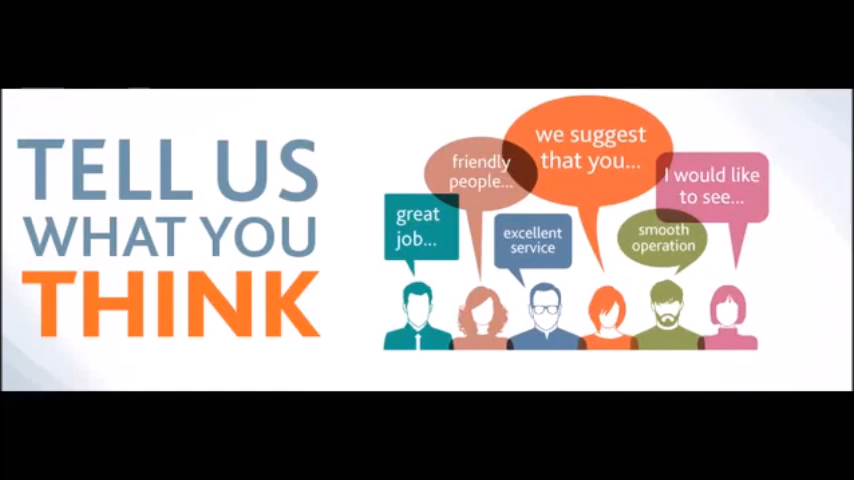 TELL US
WHAT YOU
THINK
great
job...
friendly
people...
excellent
service
we suggest
that you...
smooth
operation
I would like
to see...